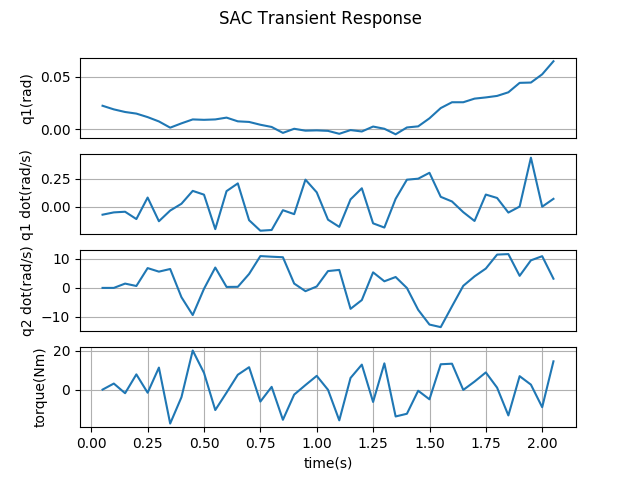 SAC Transient Response
q1(rad)
0.05
0.00
q1 dot(rad/s)
0.25
0.00
q2 dot(rad/s)
10
0
−10
torque(Nm)
20
0
0.00 0.25 0.50 0.75 1.00 1.25 1.50 1.75 2.00
time(s)